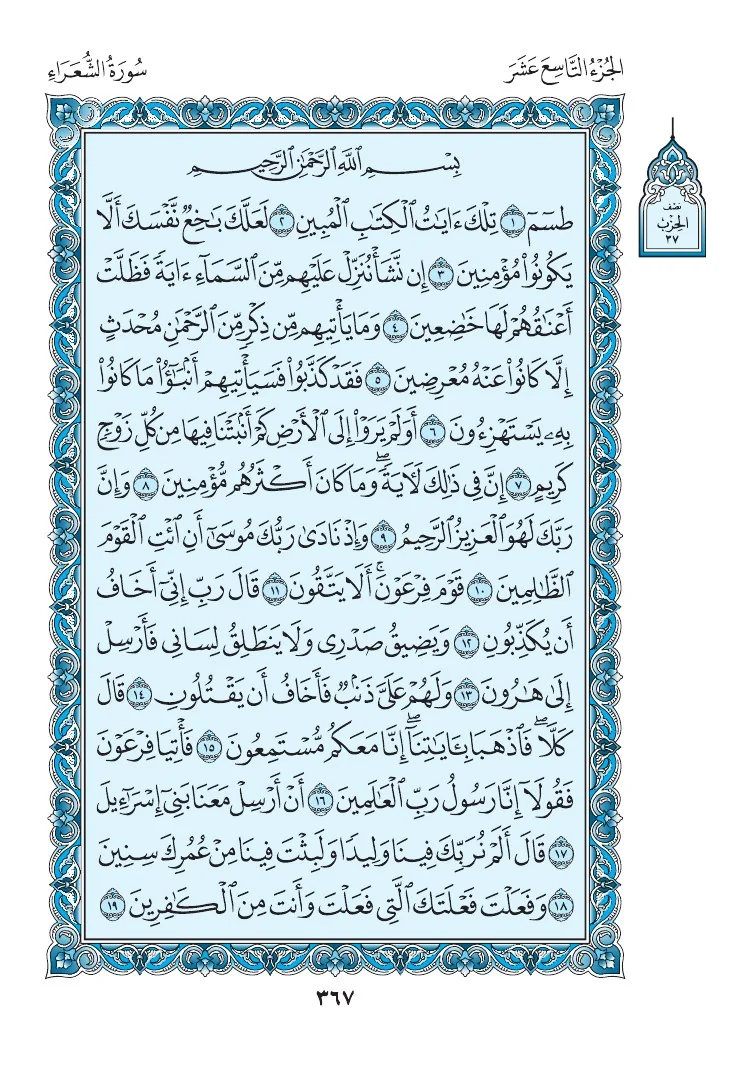 الجُزْءُ التَّاسِعَ عَشَرَ
سُورَةُ الشُّعَرَاءِ
نصف
الحزب
٣٧
بِسْمِ ٱللَّهِ ٱلرَّحْمَٰنِ ٱلرَّحِيمِ
طسٓمٓ ۝١ تِلْكَ ءَايَٰتُ ٱلْكِتَٰبِ ٱلْمُبِينِ ۝٢ لَعَلَّكَ بَٰخِعٌ نَّفْسَكَ أَلَّا
يَكُونُوا۟ مُؤْمِنِينَ ۝٣ إِن نَّشَأْ نُنَزِّلْ عَلَيْهِم مِّنَ ٱلسَّمَآءِ ءَايَةً فَظَلَّتْ
أَعْنَٰقُهُمْ لَهَا خَٰضِعِينَ ۝٤ وَمَا يَأْتِيهِم مِّن ذِكْرٍ مِّنَ ٱلرَّحْمَٰنِ مُحْدَثٍ
إِلَّا كَانُوا۟ عَنْهُ مُعْرِضِينَ ۝٥ فَقَدْ كَذَّبُوا۟ فَسَيَأْتِيهِمْ أَنۢبَٰٓؤُا۟ مَا كَانُوا۟
بِهِۦ يَسْتَهْزِءُونَ ۝٦ أَوَلَمْ يَرَوْا۟ إِلَى ٱلْأَرْضِ كَمْ أَنۢبَتْنَا فِيهَا مِن كُلِّ زَوْجٍ
كَرِيمٍ ۝٧ إِنَّ فِى ذَٰلِكَ لَءَايَةً ۖ وَمَا كَانَ أَكْثَرُهُم مُّؤْمِنِينَ ۝٨ وَإِنَّ
رَبَّكَ لَهُوَ ٱلْعَزِيزُ ٱلرَّحِيمُ ۝٩ وَإِذْ نَادَىٰ رَبُّكَ مُوسَىٰٓ أَنِ ٱئْتِ ٱلْقَوْمَ
ٱلظَّٰلِمِينَ ۝١٠ قَوْمَ فِرْعَوْنَ ۚ أَلَا يَتَّقُونَ ۝١١ قَالَ رَبِّ إِنِّىٓ أَخَافُ
أَن يُكَذِّبُونِ ۝١٢ وَيَضِيقُ صَدْرِى وَلَا يَنطَلِقُ لِسَانِى فَأَرْسِلْ
إِلَىٰ هَٰرُونَ ۝١٣ وَلَهُمْ عَلَىَّ ذَنۢبٌ فَأَخَافُ أَن يَقْتُلُونِ ۝١٤ قَالَ
كَلَّا ۖ فَٱذْهَبَا بِـَٔايَٰتِنَآ ۖ إِنَّا مَعَكُم مُّسْتَمِعُونَ ۝١٥ فَأْتِيَا فِرْعَوْنَ
فَقُولَآ إِنَّا رَسُولُ رَبِّ ٱلْعَٰلَمِينَ ۝١٦ أَنْ أَرْسِلْ مَعَنَا بَنِىٓ إِسْرَٰٓءِيلَ
۝١٧ قَالَ أَلَمْ نُرَبِّكَ فِينَا وَلِيدًا وَلَبِثْتَ فِينَا مِنْ عُمُرِكَ سِنِينَ
۝١٨ وَفَعَلْتَ فَعْلَتَكَ ٱلَّتِى فَعَلْتَ وَأَنتَ مِنَ ٱلْكَٰفِرِينَ ۝١٩
٣٦٧